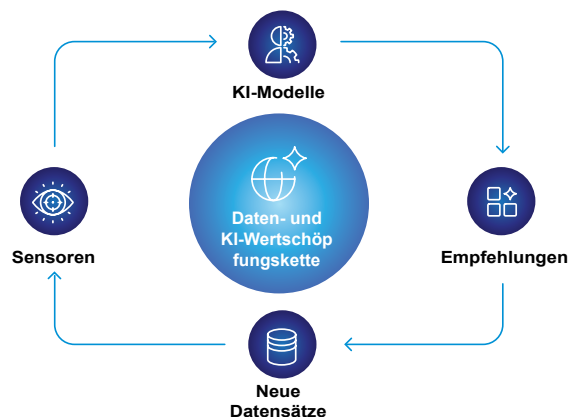 KI-Modelle
Sensoren
Daten- und
KI-Wertschöp
fungskette
Empfehlungen
Neue
Datensätze